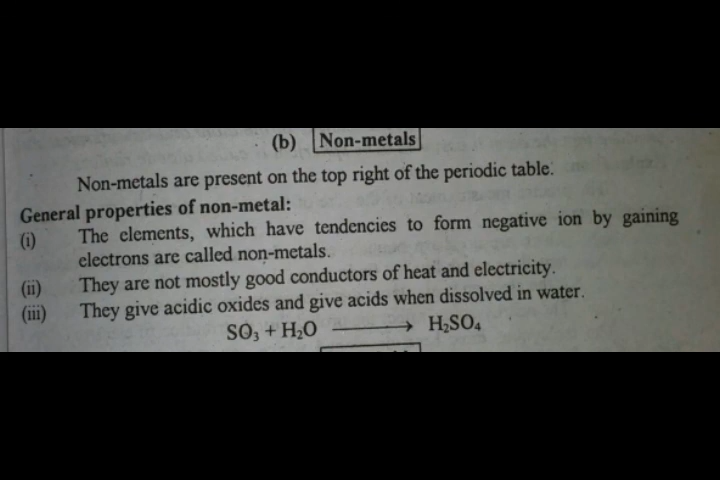 (b) Non-metals
Non-metals are present on the top right of the periodic table.
General properties of non-metal:
(i) The elements, which have tendencies to form negative ion by gaining
electrons are called non-metals.
(ii) They are not mostly good conductors of heat and electricity.
(iii) They give acidic oxides and give acids when dissolved in water.
SO₃ + H₂O ⟶ H₂SO₄